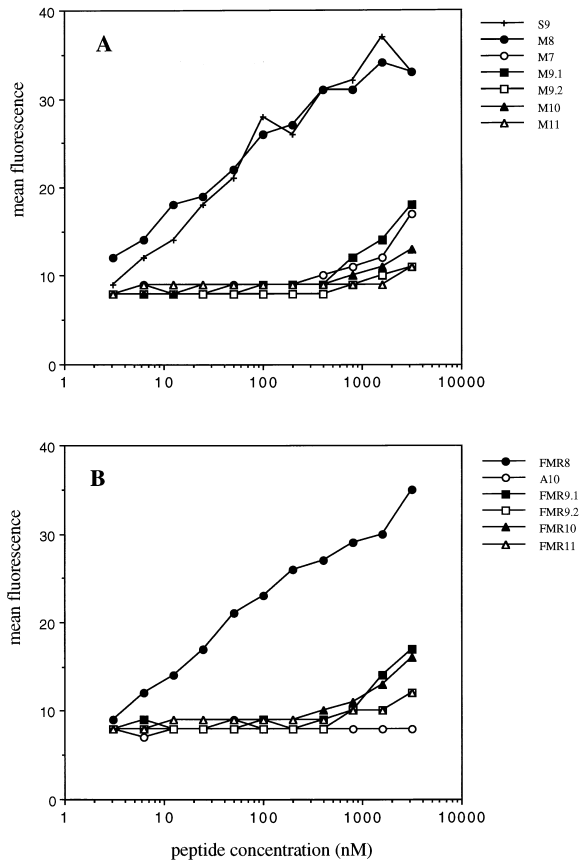 A
mean fluorescence
40
30
20
10
0
1 10 100 1000 10000
S9
M8
M7
M9.1
M9.2
M10
M11
B
mean fluorescence
40
30
20
10
0
1 10 100 1000 10000
peptide concentration (nM)
FMR8
A10
FMR9.1
FMR9.2
FMR10
FMR11